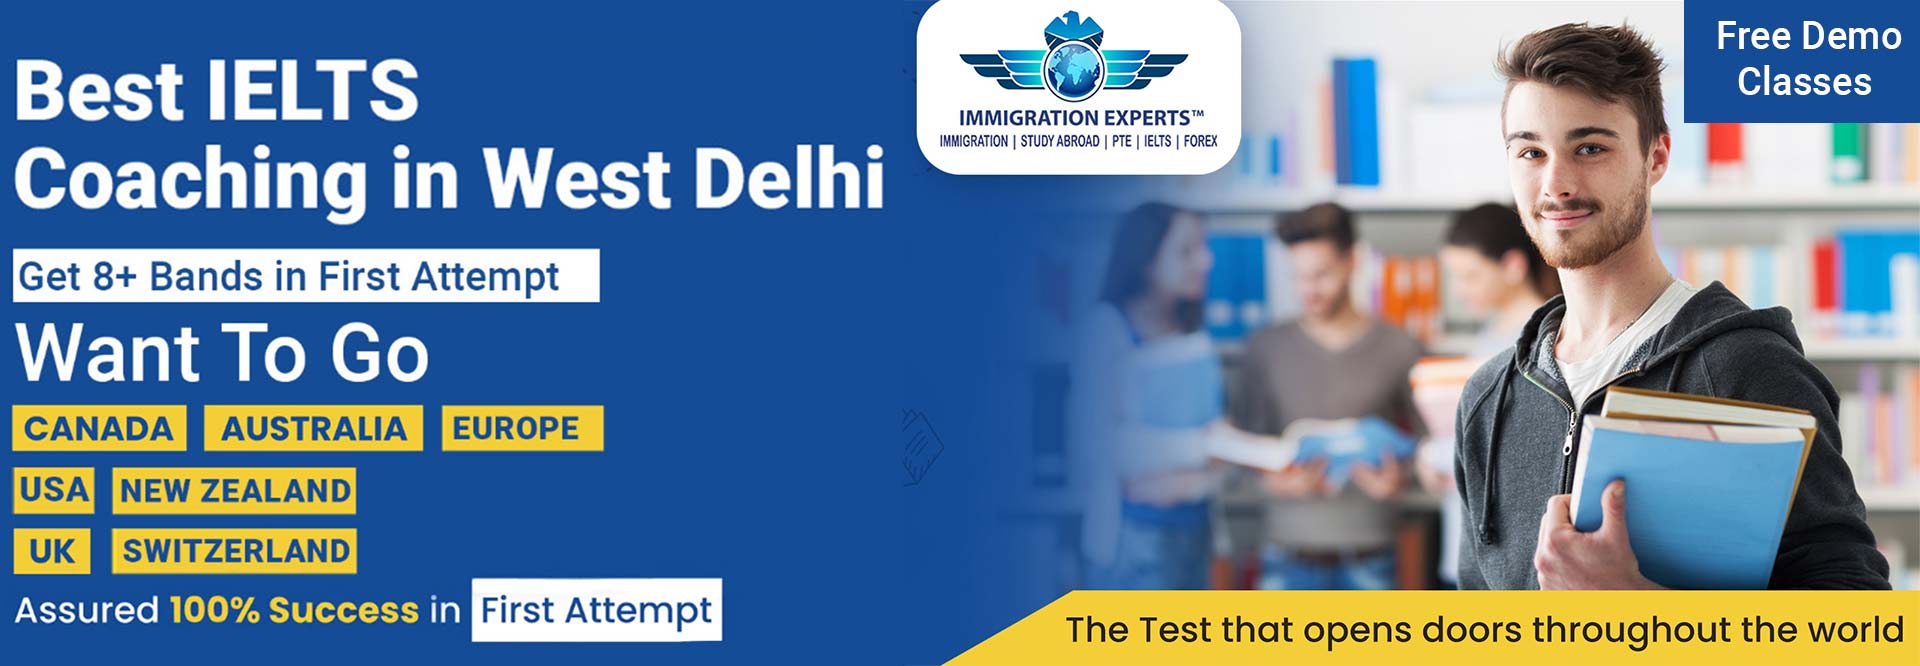 Best IELTS
Coaching in West Delhi
Get 8+ Bands in First Attempt
Want To Go
CANADA AUSTRALIA EUROPE
USA NEW ZEALAND
UK SWITZERLAND
Assured 100% Success in First Attempt
IMMIGRATION EXPERTS™
IMMIGRATION | STUDY ABROAD | PTE | IELTS | FOREX
Free Demo
Classes
The Test that opens doors throughout the world